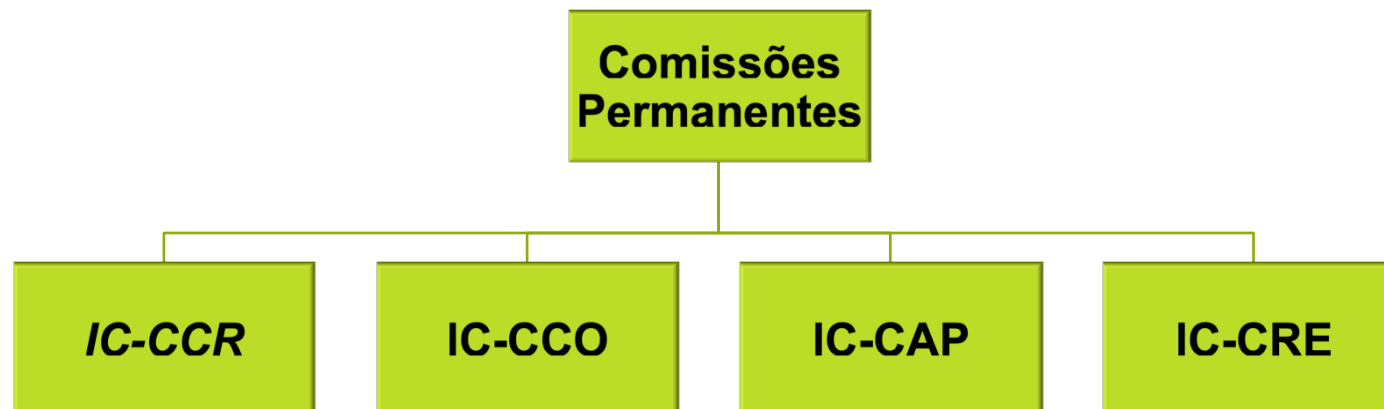 Comissões
Permanentes
IC-CCR
IC-CCO
IC-CAP
IC-CRE